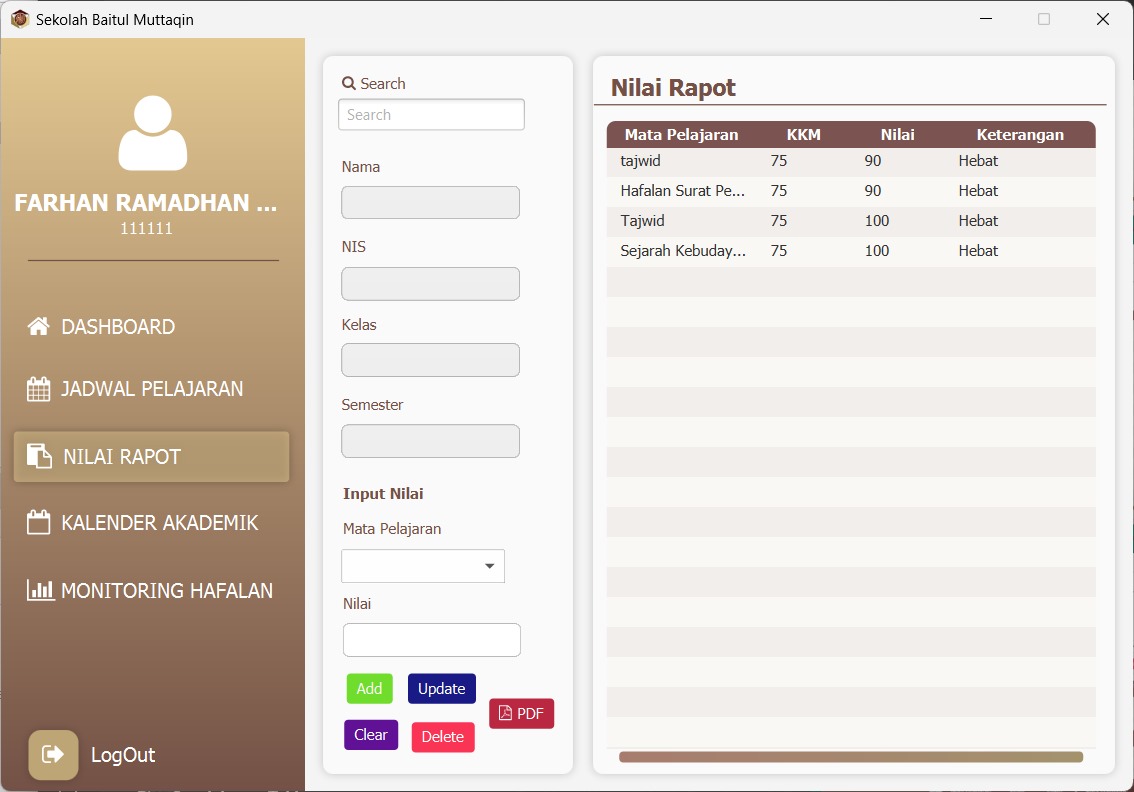 Sekolah Baitul Muttaqin
FARHAN RAMADHAN ...
111111
DASHBOARD
JADWAL PELAJARAN
NILAI RAPOT
KALENDER AKADEMIK
MONITORING HAFALAN
LogOut
Search
Search
Nama
NIS
Kelas
Semester
Input Nilai
Mata Pelajaran
Nilai
Add Update
PDF
Clear Delete
Nilai Rapot
Mata Pelajaran KKM Nilai Keterangan
tajwid 75 90 Hebat
Hafalan Surat Pe... 75 90 Hebat
Tajwid 75 100 Hebat
Sejarah Kebuday... 75 100 Hebat